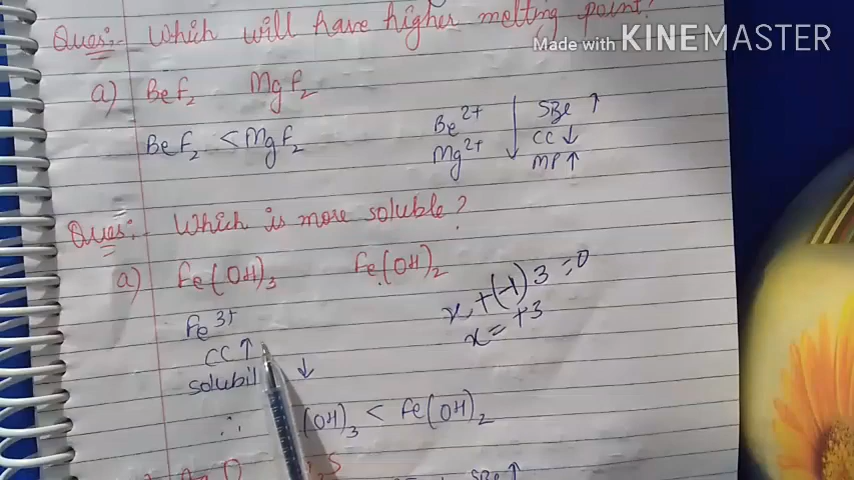 Ques:- Which will have higher melting point?
Made with KINEMASTER
a) BeF2 MgF2
BeF2 < MgF2
Be2+ SBe ↑
Mg2+ CC ↓
MP ↑
Ques:- Which is more soluble?
a) Fe(OH)3 Fe(OH)2
x + (-1) 3 = 0
x = +3
Fe3+
CC ↑
solubil ↓
∴ (OH)3 < Fe(OH)2